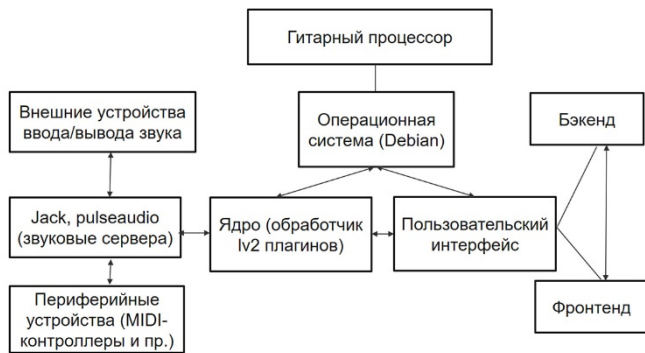 Гитарный процессор
Внешние устройства
ввода/вывода звука
Операционная
система (Debian)
Бэкенд
Jack, pulseaudio
(звуковые сервера)
Ядро (обработчик
lv2 плагинов)
Пользовательский
интерфейс
Периферийные
устройства (MIDI-
контроллеры и пр.)
Фронтенд